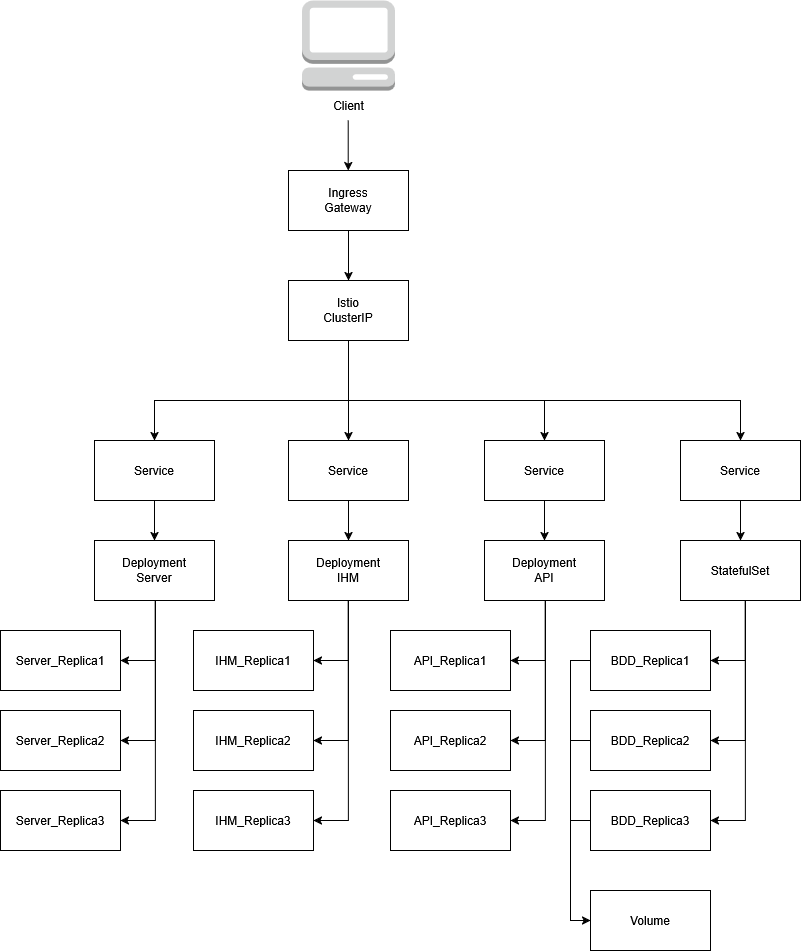 Client
Ingress
Gateway
Istio
ClusterIP
Service
Service
Service
Service
Deployment
Server
Deployment
IHM
Deployment
API
StatefulSet
Server_Replica1
IHM_Replica1
API_Replica1
BDD_Replica1
Server_Replica2
IHM_Replica2
API_Replica2
BDD_Replica2
Server_Replica3
IHM_Replica3
API_Replica3
BDD_Replica3
Volume